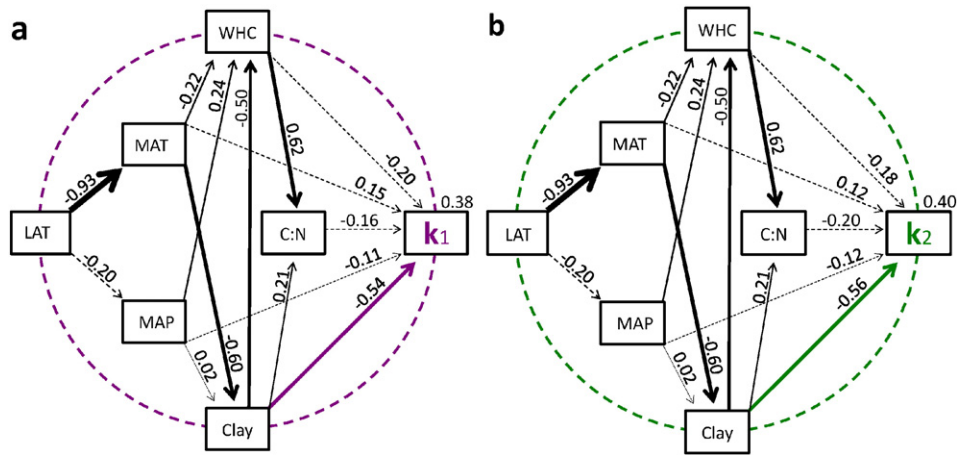 a
WHC
-0.22
0.24
-0.50
0.62
-0.20
MAT
-0.93
0.15
0.38
LAT
C:N
-0.16
k1
-0.20
-0.11
MAP
0.21
-0.54
0.02
-0.60
Clay
b
WHC
-0.22
0.24
-0.50
0.62
-0.18
MAT
-0.93
0.12
0.40
LAT
C:N
-0.20
k2
-0.20
-0.12
MAP
0.21
-0.56
0.02
-0.60
Clay